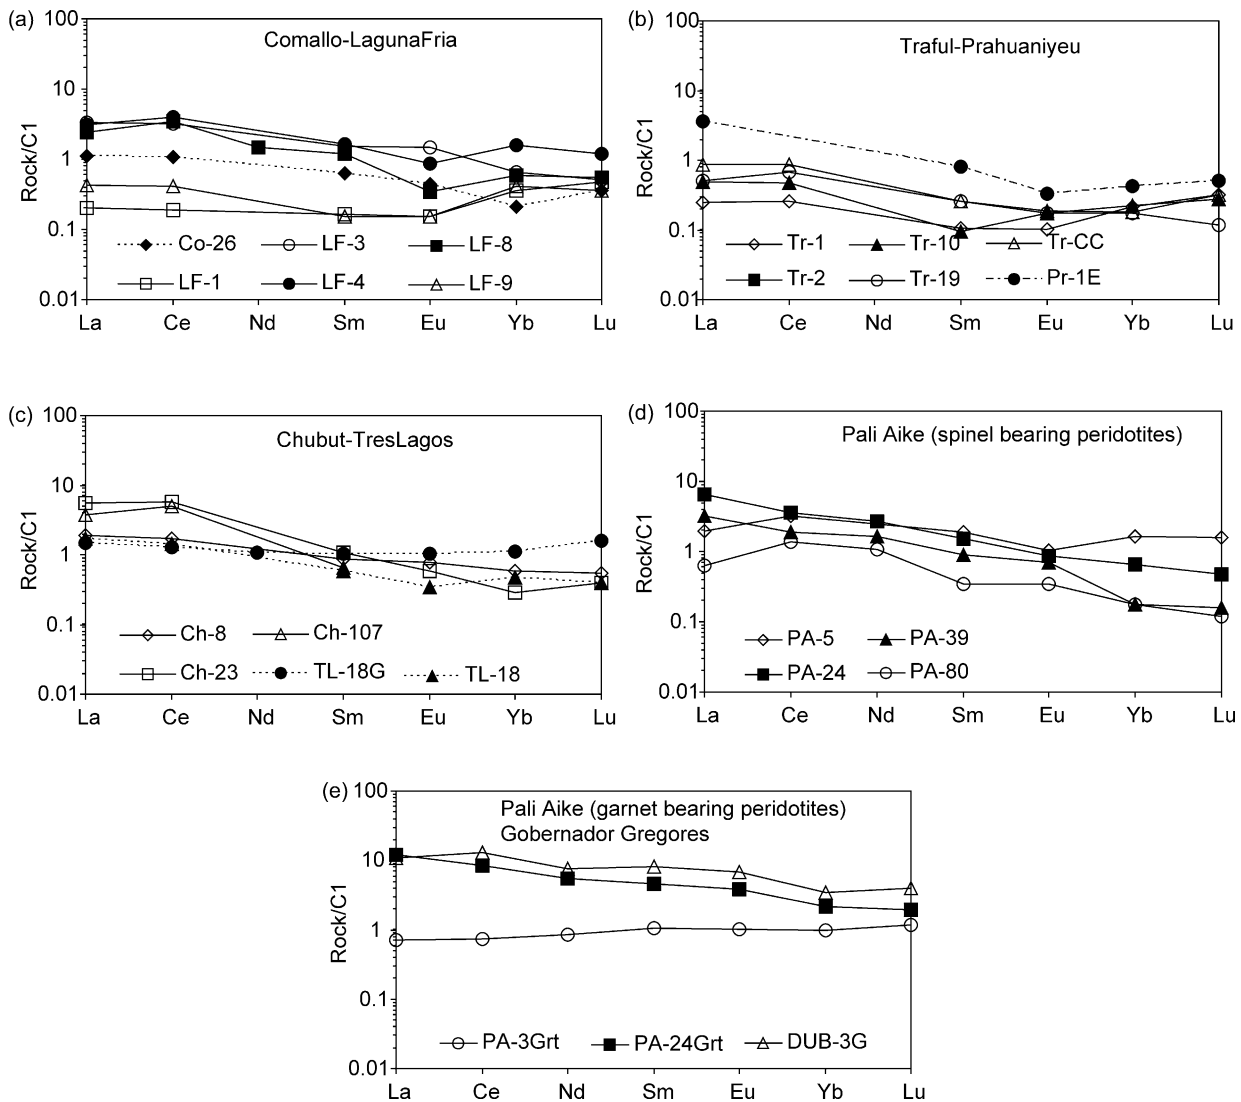 (a)
100
10
1
0.1
0.01
Rock/C1
Comallo-LagunaFria
Co-26 LF-3 LF-8
LF-1 LF-4 LF-9
La Ce Nd Sm Eu Yb Lu
(b)
100
10
1
0.1
0.01
Rock/C1
Traful-Prahuaniyeu
Tr-1 Tr-10 Tr-CC
Tr-2 Tr-19 Pr-1E
La Ce Nd Sm Eu Yb Lu
(c)
100
10
1
0.1
0.01
Rock/C1
Chubut-TresLagos
Ch-8 Ch-107
Ch-23 TL-18G TL-18
La Ce Nd Sm Eu Yb Lu
(d)
100
10
1
0.1
0.01
Rock/C1
Pali Aike (spinel bearing peridotites)
PA-5 PA-39
PA-24 PA-80
La Ce Nd Sm Eu Yb Lu
(e)
100
10
1
0.1
0.01
Rock/C1
Pali Aike (garnet bearing peridotites)
Gobernador Gregores
PA-3Grt PA-24Grt DUB-3G
La Ce Nd Sm Eu Yb Lu